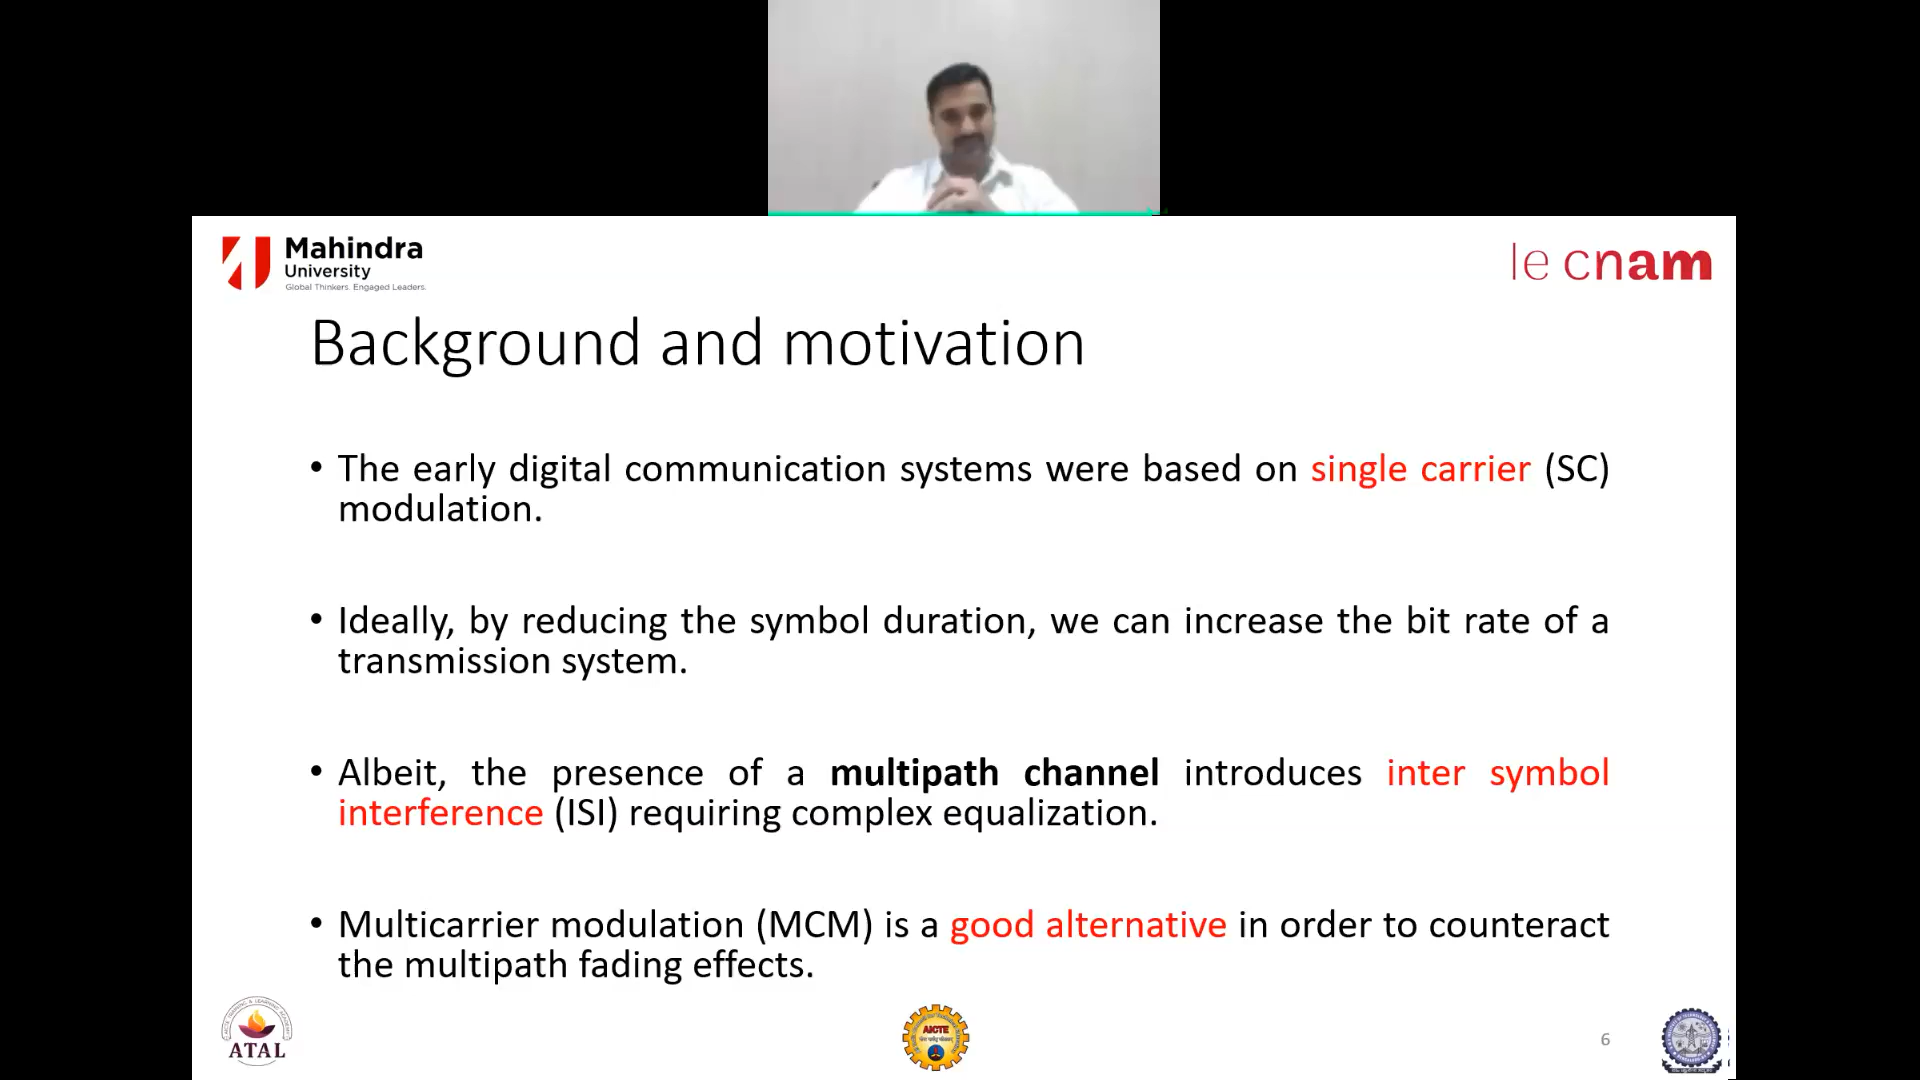 Mahindra
University
Global Thinkers. Engaged Leaders.
le cnam
Background and motivation
• The early digital communication systems were based on single carrier (SC)
modulation.
• Ideally, by reducing the symbol duration, we can increase the bit rate of a
transmission system.
• Albeit, the presence of a multipath channel introduces inter symbol
interference (ISI) requiring complex equalization.
• Multicarrier modulation (MCM) is a good alternative in order to counteract
the multipath fading effects.
ATAL
AICTE
6